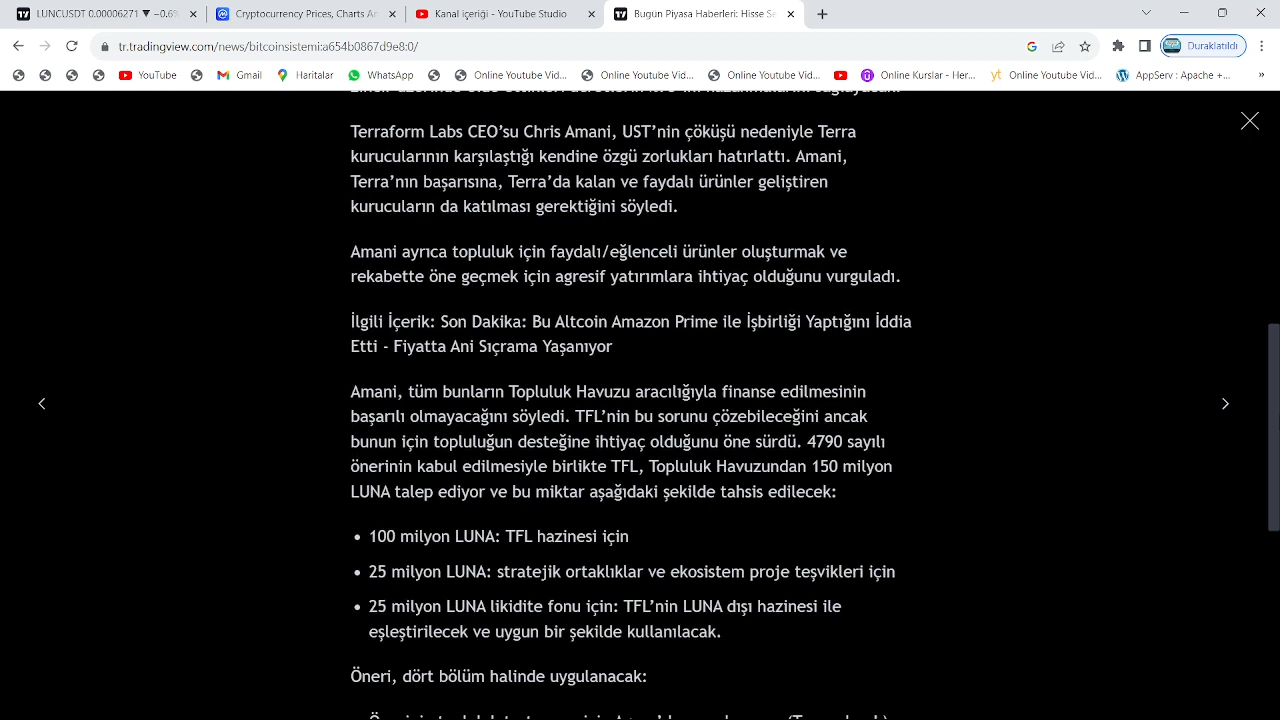 LUNCUSDT 0.00006271 ▼ −0.6%
Cryptocurrency Prices, Charts An
Kanal içeriği - YouTube Studio
Bugün Piyasa Haberleri: Hisse Se
tr.tradingview.com/news/bitcoinsistemi:a654b0867d9e8:0/
Duraklatıldı
YouTube
Gmail
Haritalar
WhatsApp
Online Youtube Vid...
Online Youtube Vid...
Online Youtube Vid...
Online Kurslar - Her...
Online Youtube Vid...
AppServ : Apache +...
»
Terraform Labs CEO’su Chris Amani, UST’nin çöküşü nedeniyle Terra
kurucularının karşılaştığı kendine özgü zorlukları hatırlattı. Amani,
Terra’nın başarısına, Terra’da kalan ve faydalı ürünler geliştiren
kurucuların da katılması gerektiğini söyledi.
Amani ayrıca topluluk için faydalı/eğlenceli ürünler oluşturmak ve
rekabette öne geçmek için agresif yatırımlara ihtiyaç olduğunu vurguladı.
İlgili İçerik: Son Dakika: Bu Altcoin Amazon Prime ile İşbirliği Yaptığını İddia
Etti - Fiyatta Ani Sıçrama Yaşanıyor
Amani, tüm bunların Topluluk Havuzu aracılığıyla finanse edilmesinin
başarılı olmayacağını söyledi. TFL’nin bu sorunu çözebileceğini ancak
bunun için topluluğun desteğine ihtiyaç olduğunu öne sürdü. 4790 sayılı
önerinin kabul edilmesiyle birlikte TFL, Topluluk Havuzundan 150 milyon
LUNA talep ediyor ve bu miktar aşağıdaki şekilde tahsis edilecek:
• 100 milyon LUNA: TFL hazinesi için
• 25 milyon LUNA: stratejik ortaklıklar ve ekosistem proje teşvikleri için
• 25 milyon LUNA likidite fonu için: TFL’nin LUNA dışı hazinesi ile
eşleştirilecek ve uygun bir şekilde kullanılacak.
Öneri, dört bölüm halinde uygulanacak: